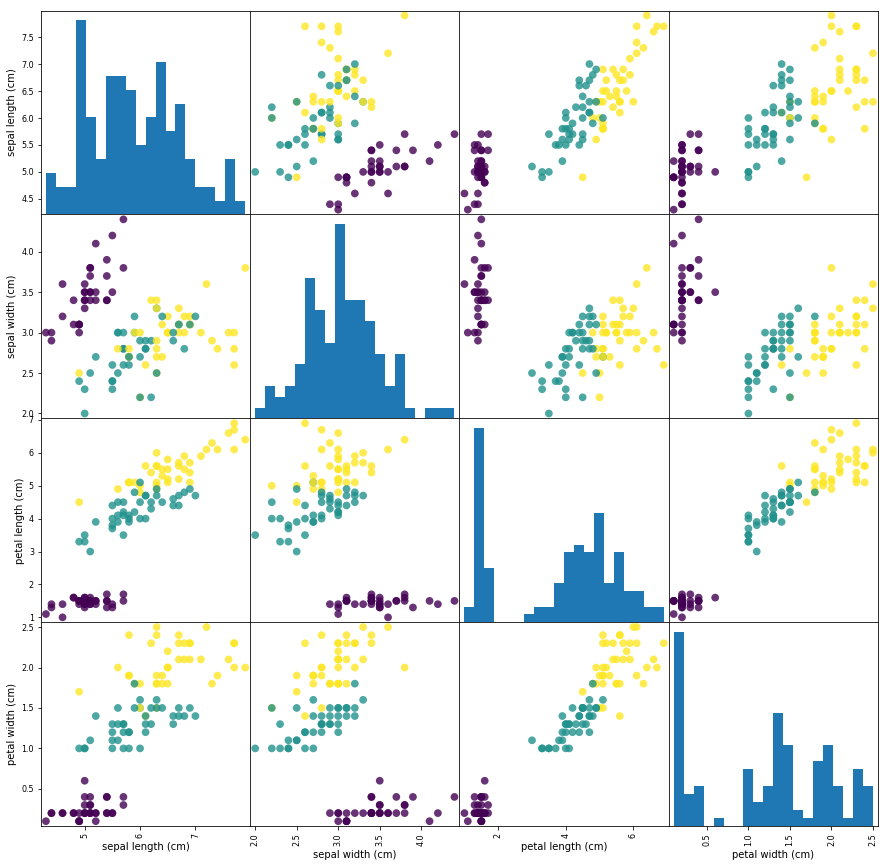 7.5
7.0
6.5
6.0
5.5
5.0
4.5
sepal length (cm)
4.0
3.5
3.0
2.5
2.0
sepal width (cm)
7
6
5
4
3
2
1
petal length (cm)
2.5
2.0
1.5
1.0
0.5
petal width (cm)
5 6 7
sepal length (cm)
2.0 2.5 3.0 3.5 4.0
sepal width (cm)
2 4 6
petal length (cm)
0.5 1.0 1.5 2.0 2.5
petal width (cm)